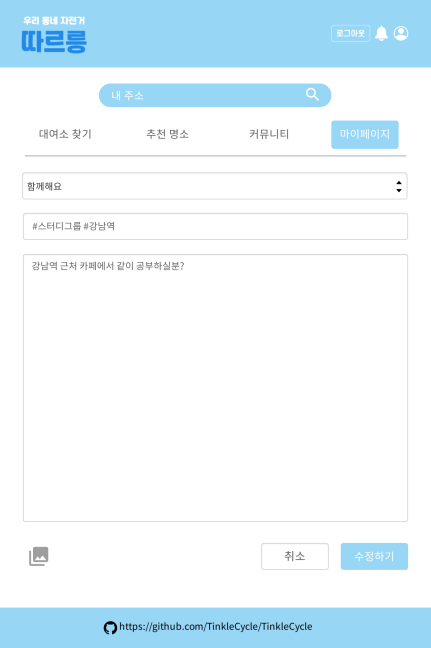 우리 동네 자전거
따르릉
로그아웃
내 주소
대여소 찾기
추천 명소
커뮤니티
마이페이지
함께해요
#스터디그룹 #강남역
강남역 근처 카페에서 같이 공부하실분?
취소
수정하기
https://github.com/TinkleCycle/TinkleCycle